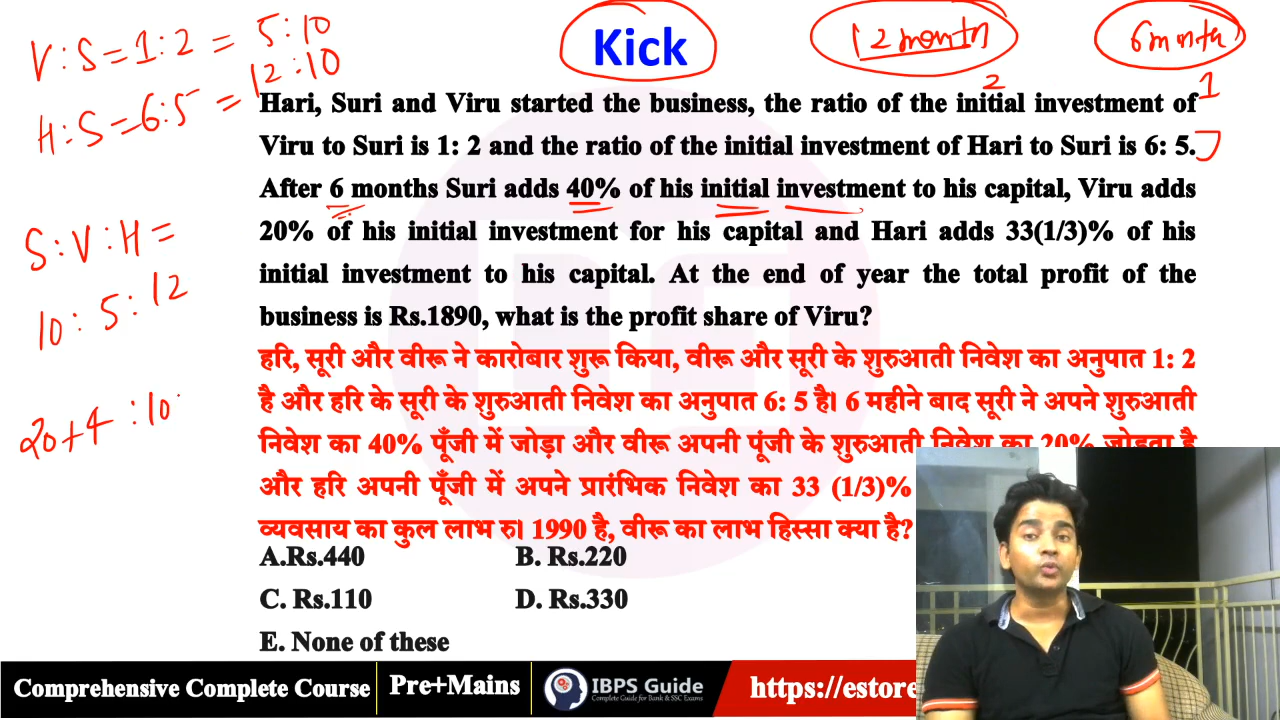 V : S = 1 : 2 = 5 : 10
H : S = 6 : 5 = 12 : 10
S : V : H =
10 : 5 : 12
20+4 : 10
Kick
12 month
6 month
2
1
Hari, Suri and Viru started the business, the ratio of the initial investment of
Viru to Suri is 1: 2 and the ratio of the initial investment of Hari to Suri is 6: 5.
After 6 months Suri adds 40% of his initial investment to his capital, Viru adds
20% of his initial investment for his capital and Hari adds 33(1/3)% of his
initial investment to his capital. At the end of year the total profit of the
business is Rs.1890, what is the profit share of Viru?
हरि, सूरी और वीरू ने कारोबार शुरू किया, वीरू और सूरी के शुरुआती निवेश का अनुपात 1: 2
है और हरि के सूरी के शुरुआती निवेश का अनुपात 6: 5 है। 6 महीने बाद सूरी ने अपने शुरुआती
निवेश का 40% पूँजी में जोड़ा और वीरू अपनी पूंजी के शुरुआती निवेश का 20% जोड़ता है
और हरि अपनी पूँजी में अपने प्रारंभिक निवेश का 33 (1/3)%
व्यवसाय का कुल लाभ रु। 1990 है, वीरू का लाभ हिस्सा क्या है?
A.Rs.440 B. Rs.220
C. Rs.110 D. Rs.330
E. None of these
Comprehensive Complete Course Pre+Mains IBPS Guide https://estore
Complete Guide for Bank & SSC Exams